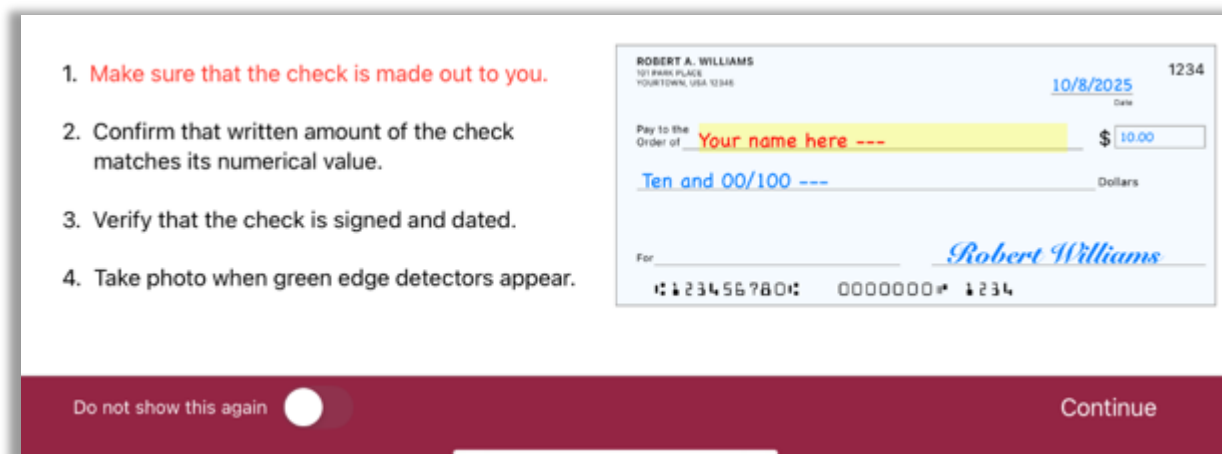 1. Make sure that the check is made out to you.
2. Confirm that written amount of the check
matches its numerical value.
3. Verify that the check is signed and dated.
4. Take photo when green edge detectors appear.
ROBERT A. WILLIAMS
101 PARK PLACE
YOURTOWN, USA 12345
1234
10/8/2025
Date
Pay to the
Order of Your name here ---
$ 10.00
Ten and 00/100 ---
Dollars
For
Robert Williams
⑆123456780⑆ 0000000⑈ 1234
Do not show this again
Continue